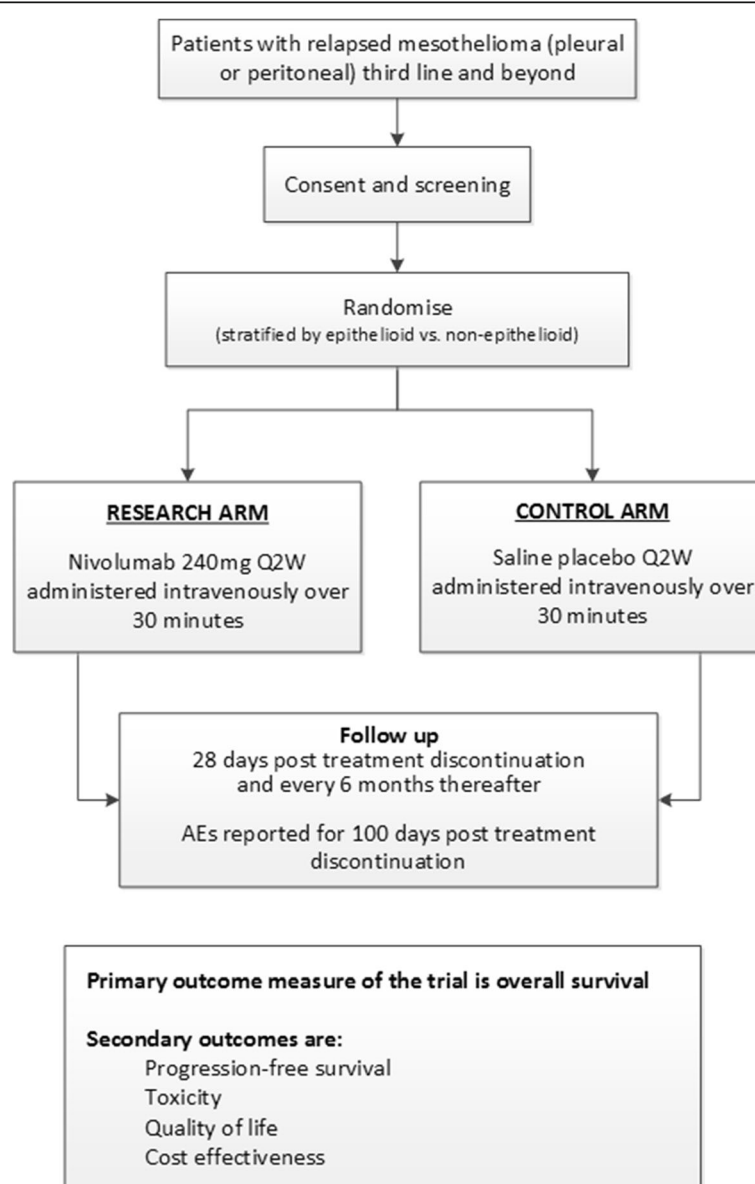 Patients with relapsed mesothelioma (pleural
or peritoneal) third line and beyond
Consent and screening
Randomise
(stratified by epithelioid vs. non-epithelioid)
RESEARCH ARM
Nivolumab 240mg Q2W
administered intravenously over
30 minutes
CONTROL ARM
Saline placebo Q2W
administered intravenously over
30 minutes
Follow up
28 days post treatment discontinuation
and every 6 months thereafter
AEs reported for 100 days post treatment
discontinuation
Primary outcome measure of the trial is overall survival
Secondary outcomes are:
Progression-free survival
Toxicity
Quality of life
Cost effectiveness